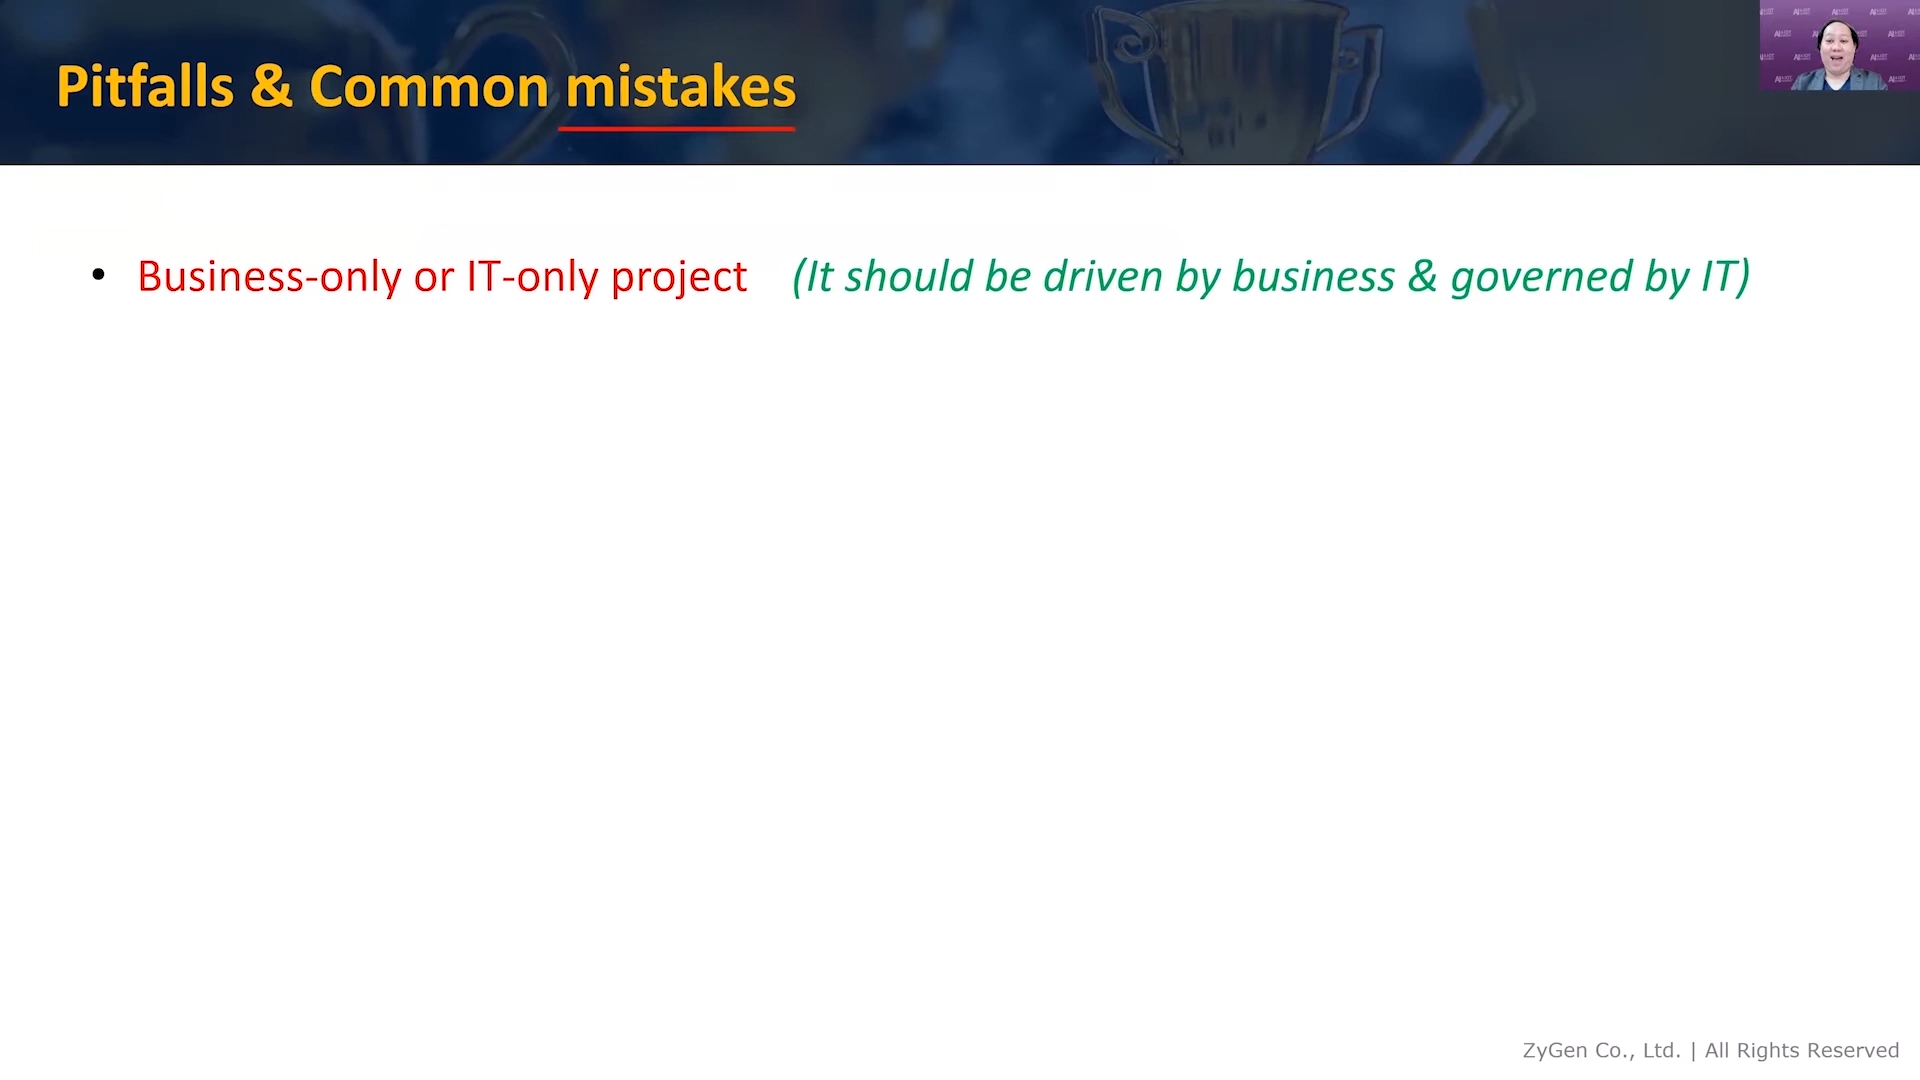 Pitfalls & Common mistakes
• Business-only or IT-only project (It should be driven by business & governed by IT)
ZyGen Co., Ltd. | All Rights Reserved